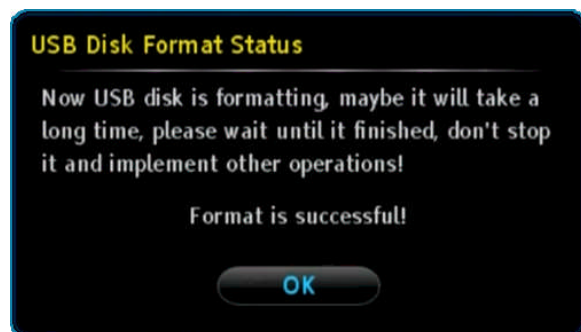 USB Disk Format Status
Now USB disk is formatting, maybe it will take a
long time, please wait until it finished, don't stop
it and implement other operations!
Format is successful!
OK